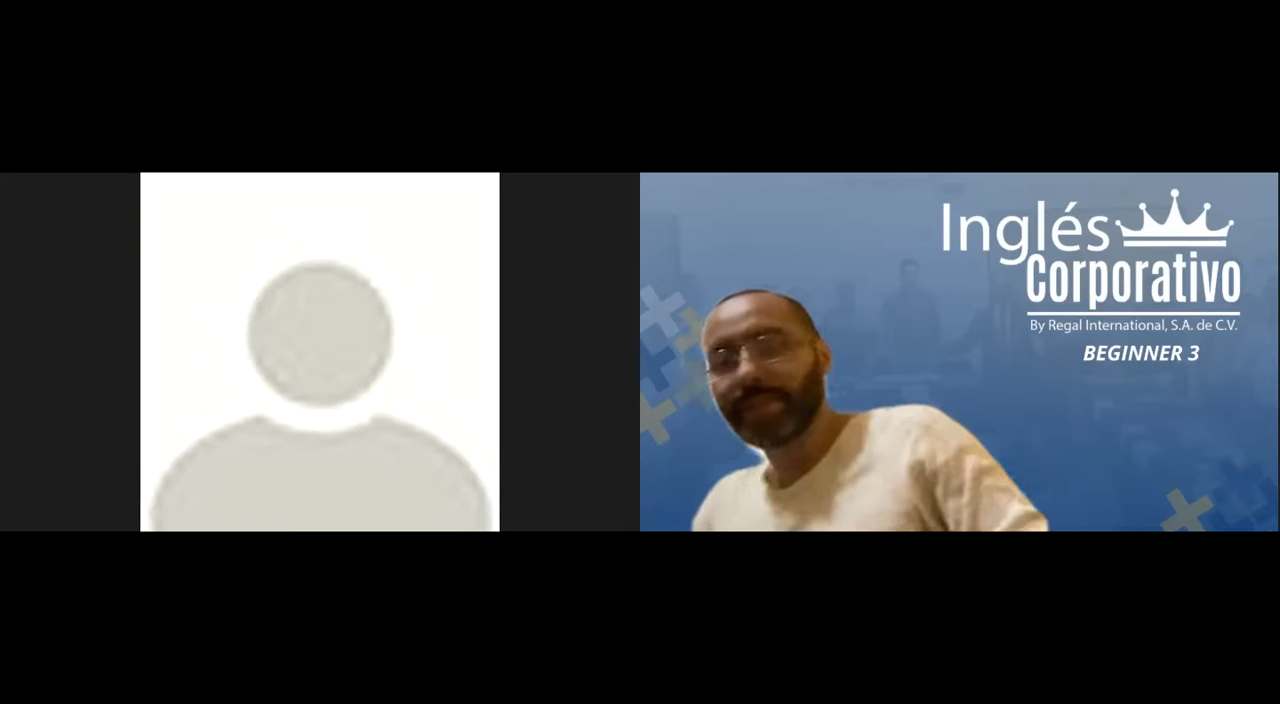 Inglés
Corporativo
By Regal International, S.A. de C.V.
BEGINNER 3